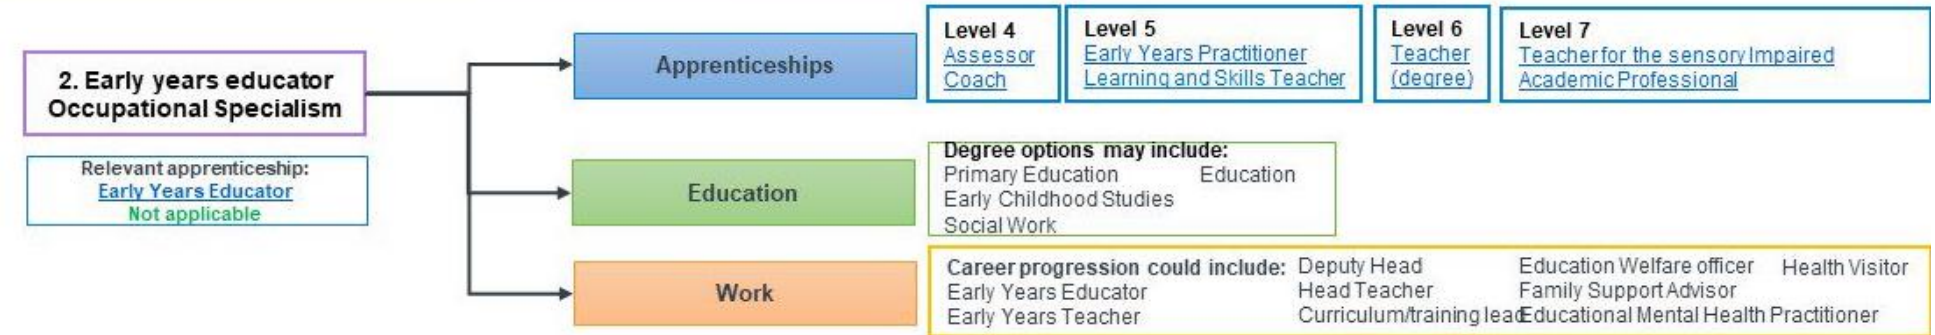 2. Early years educator
Occupational Specialism
Relevant apprenticeship:
Early Years Educator
Not applicable
Apprenticeships
Level 4
Assessor
Coach
Level 5
Early Years Practitioner
Learning and Skills Teacher
Level 6
Teacher
(degree)
Level 7
Teacher for the sensory Impaired
Academic Professional
Education
Degree options may include:
Primary Education Education
Early Childhood Studies
Social Work
Work
Career progression could include:
Early Years Educator
Early Years Teacher
Deputy Head
Head Teacher
Curriculum/training lead
Education Welfare officer
Family Support Advisor
Educational Mental Health Practitioner
Health Visitor